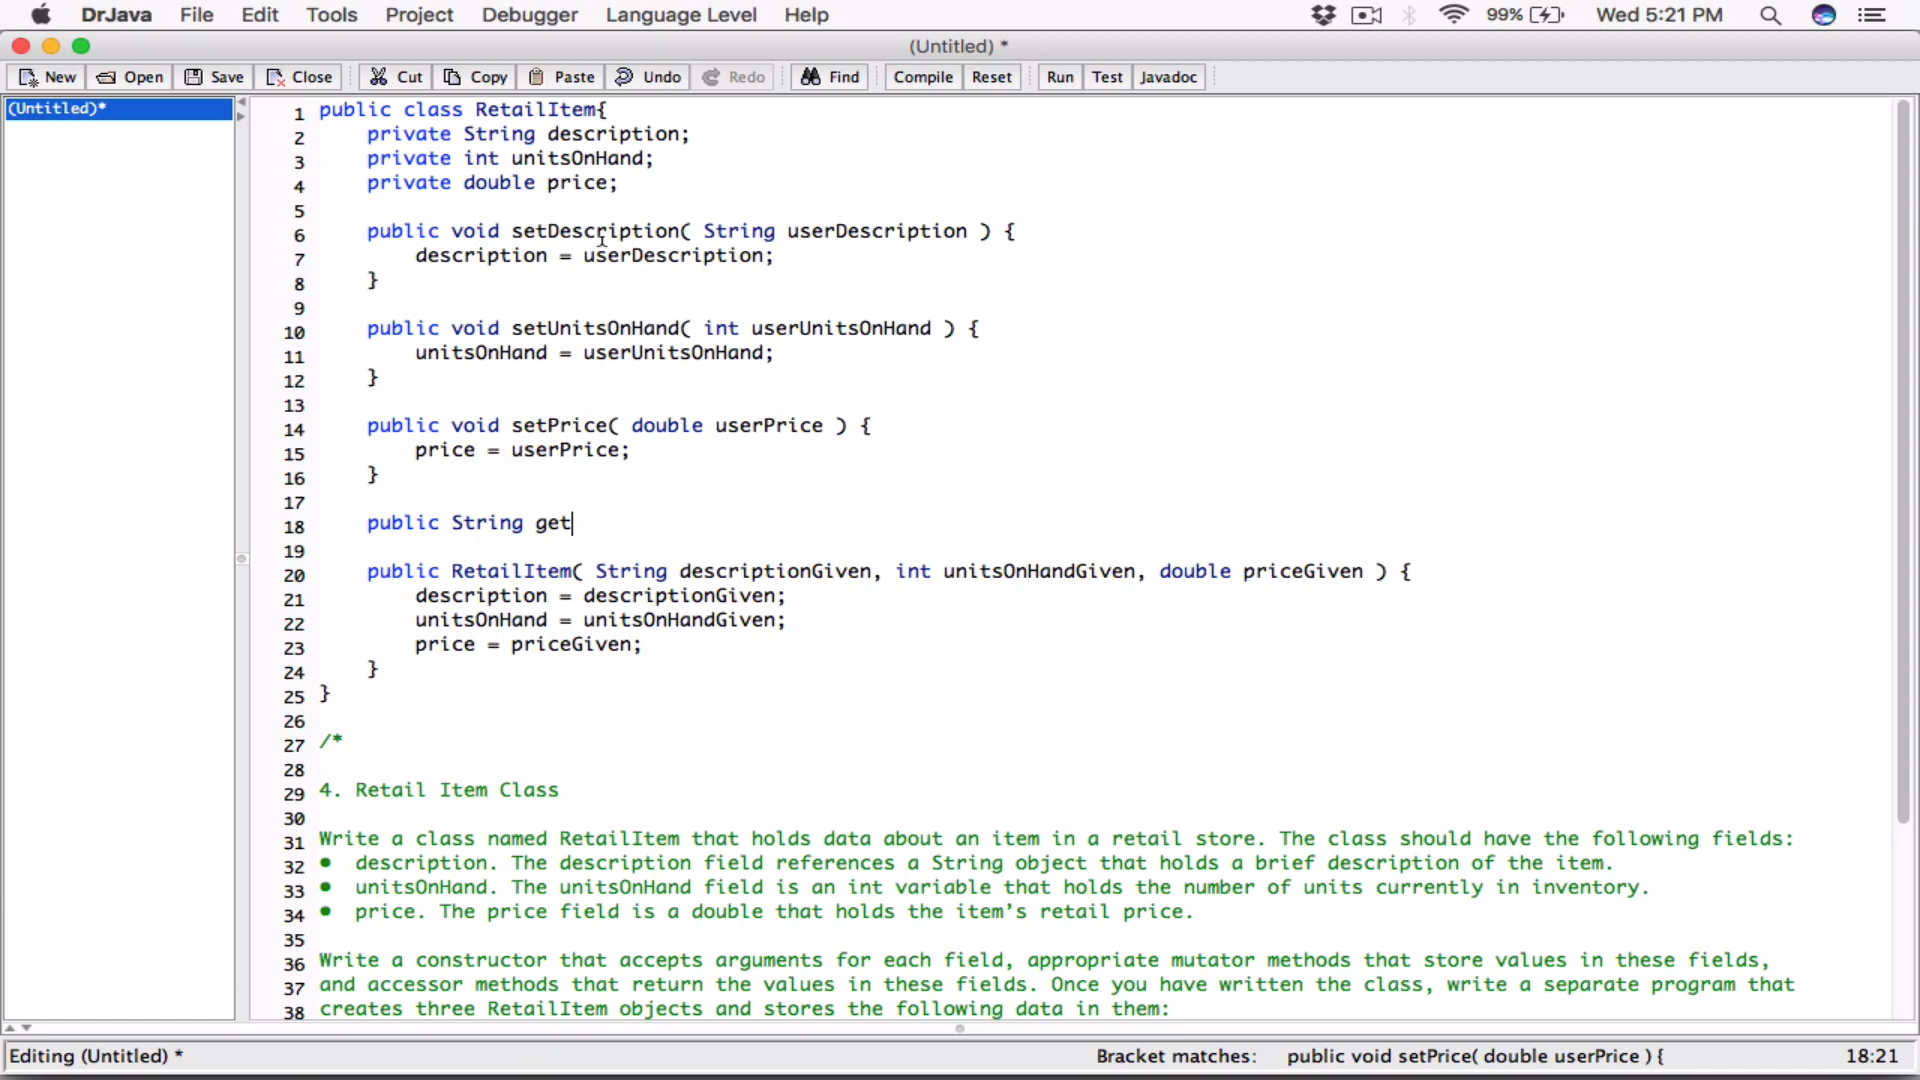 DrJava File Edit Tools Project Debugger Language Level Help 99% Wed 5:21 PM
(Untitled) *
New Open Save Close Cut Copy Paste Undo Redo Find Compile Reset Run Test Javadoc
(Untitled)*
1 public class RetailItem{
2 private String description;
3 private int unitsOnHand;
4 private double price;
5
6 public void setDescription( String userDescription ) {
7 description = userDescription;
8 }
9
10 public void setUnitsOnHand( int userUnitsOnHand ) {
11 unitsOnHand = userUnitsOnHand;
12 }
13
14 public void setPrice( double userPrice ) {
15 price = userPrice;
16 }
17
18 public String get
19
20 public RetailItem( String descriptionGiven, int unitsOnHandGiven, double priceGiven ) {
21 description = descriptionGiven;
22 unitsOnHand = unitsOnHandGiven;
23 price = priceGiven;
24 }
25 }
26
27 /*
28
29 4. Retail Item Class
30
31 Write a class named RetailItem that holds data about an item in a retail store. The class should have the following fields:
32 • description. The description field references a String object that holds a brief description of the item.
33 • unitsOnHand. The unitsOnHand field is an int variable that holds the number of units currently in inventory.
34 • price. The price field is a double that holds the item’s retail price.
35
36 Write a constructor that accepts arguments for each field, appropriate mutator methods that store values in these fields,
37 and accessor methods that return the values in these fields. Once you have written the class, write a separate program that
38 creates three RetailItem objects and stores the following data in them:
Editing (Untitled) * Bracket matches: public void setPrice( double userPrice ) { 18:21